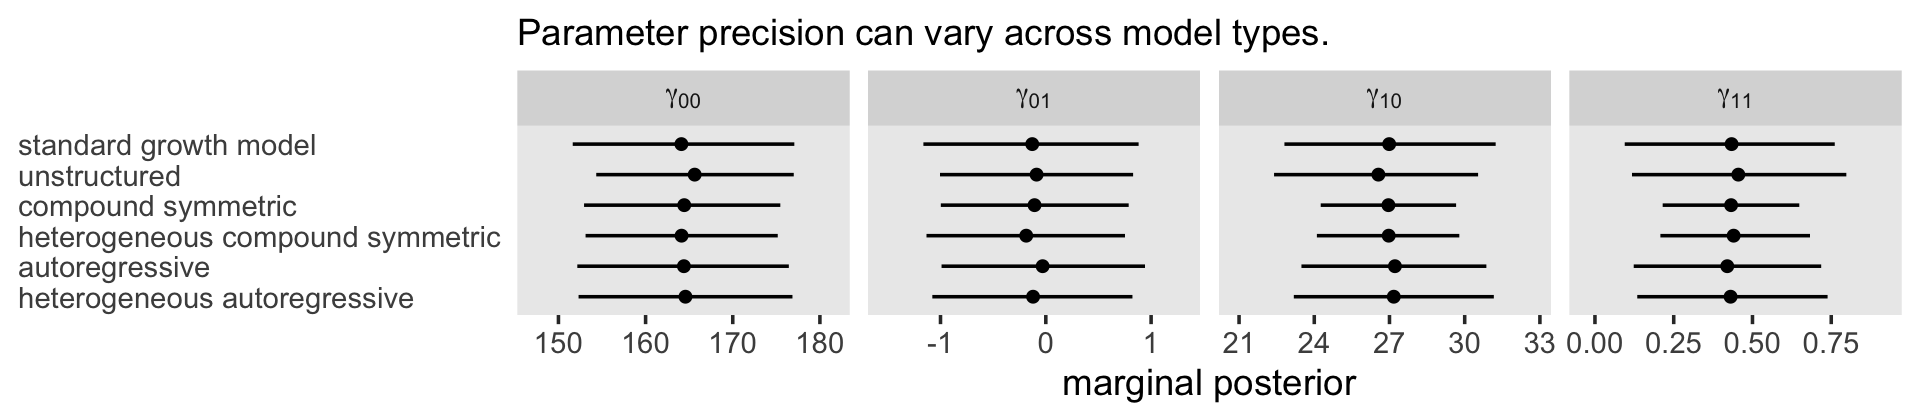 Parameter precision can vary across model types.
γ₀₀ γ₀₁ γ₁₀ γ₁₁
standard growth model
unstructured
compound symmetric
heterogeneous compound symmetric
autoregressive
heterogeneous autoregressive
150 160 170 180 -1 0 1 21 24 27 30 33 0.00 0.25 0.50 0.75
marginal posterior